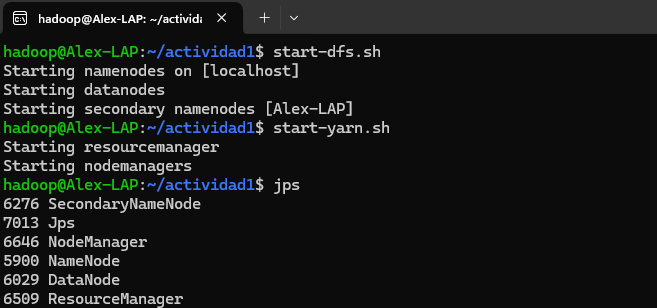 hadoop@Alex-LAP: ~/actividad
hadoop@Alex-LAP:~/actividad1$ start-dfs.sh
Starting namenodes on [localhost]
Starting datanodes
Starting secondary namenodes [Alex-LAP]
hadoop@Alex-LAP:~/actividad1$ start-yarn.sh
Starting resourcemanager
Starting nodemanagers
hadoop@Alex-LAP:~/actividad1$ jps
6276 SecondaryNameNode
7013 Jps
6646 NodeManager
5900 NameNode
6029 DataNode
6509 ResourceManager